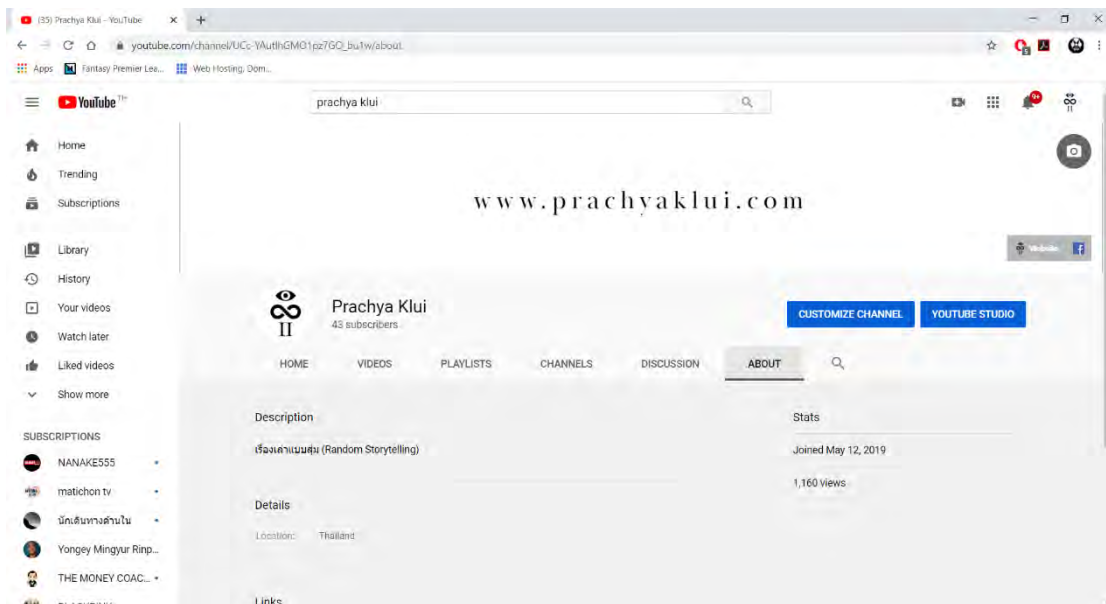 (35) Prachya Klui - YouTube
youtube.com/channel/
Apps Fantasy Premier Lea... Web Hosting, Dom...
YouTube TH
prachya klui
9+
Home
Trending
Subscriptions
Library
History
Your videos
Watch later
Liked videos
Show more
SUBSCRIPTIONS
NANAKE555
matichon tv
นักเดินทางด้านใน
Yongey Mingyur Rinp...
THE MONEY COAC...
www.prachyaklui.com
Website
Prachya Klui
43 subscribers
CUSTOMIZE CHANNEL YOUTUBE STUDIO
HOME VIDEOS PLAYLISTS CHANNELS DISCUSSION ABOUT
Description
เรื่องเล่าแบบสุ่ม (Random Storytelling)
Details
Location: Thailand
Links
Stats
Joined May 12, 2019
1,160 views